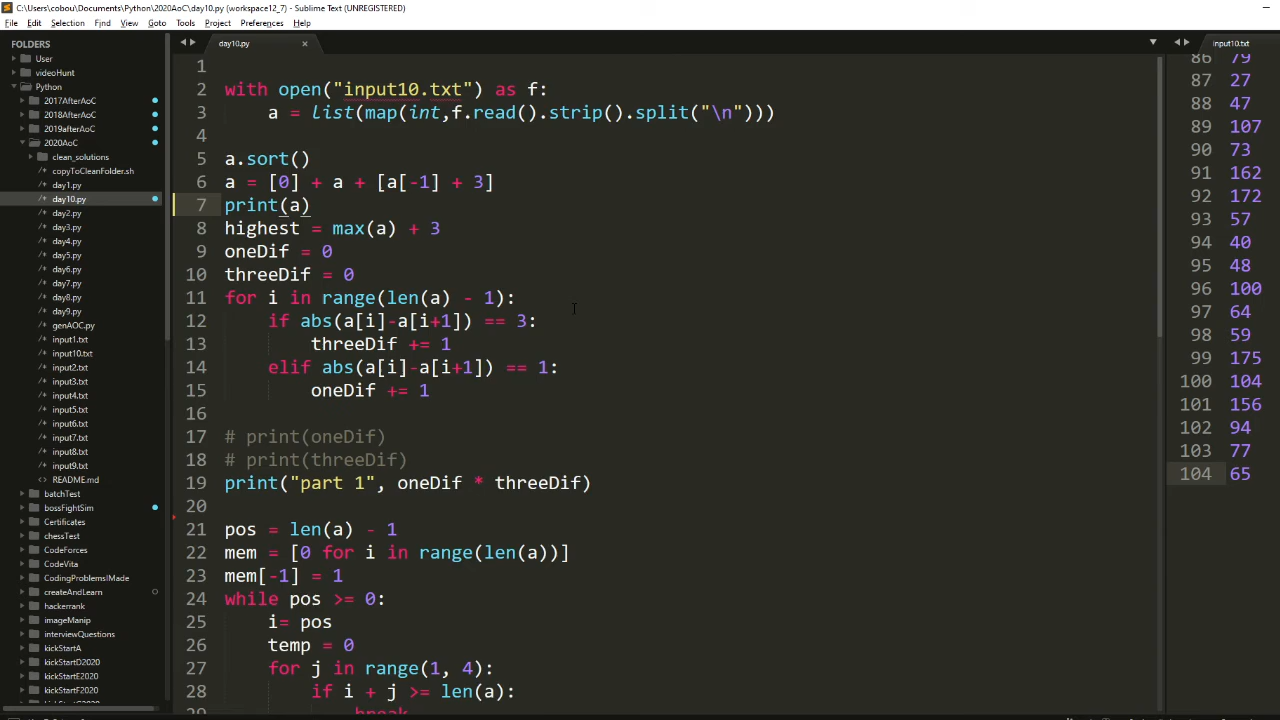 C:\Users\cobou\Documents\Python\2020AoC\day10.py (workspace12_7) - Sublime Text (UNREGISTERED)
File Edit Selection Find View Goto Tools Project Preferences Help
FOLDERS
User
videoHunt
Python
2017AfterAoC
2018AfterAoC
2019afterAoC
2020AoC
clean_solutions
copyToCleanFolder.sh
day1.py
day10.py
day2.py
day3.py
day4.py
day5.py
day6.py
day7.py
day8.py
day9.py
genAOC.py
input1.txt
input10.txt
input2.txt
input3.txt
input4.txt
input5.txt
input6.txt
input7.txt
input8.txt
input9.txt
README.md
batchTest
bossFightSim
Certificates
chessTest
CodeForces
CodeVita
CodingProblemsIMade
createAndLearn
hackerrank
imageManip
interviewQuestions
kickStartA
kickStartD2020
kickStartE2020
kickStartF2020
day10.py
1
2 with open("input10.txt") as f:
3 a = list(map(int,f.read().strip().split("\n")))
4
5 a.sort()
6 a = [0] + a + [a[-1] + 3]
7 print(a)
8 highest = max(a) + 3
9 oneDif = 0
10 threeDif = 0
11 for i in range(len(a) - 1):
12 if abs(a[i]-a[i+1]) == 3:
13 threeDif += 1
14 elif abs(a[i]-a[i+1]) == 1:
15 oneDif += 1
16
17 # print(oneDif)
18 # print(threeDif)
19 print("part 1", oneDif * threeDif)
20
21 pos = len(a) - 1
22 mem = [0 for i in range(len(a))]
23 mem[-1] = 1
24 while pos >= 0:
25 i= pos
26 temp = 0
27 for j in range(1, 4):
28 if i + j >= len(a):
29 break
input10.txt
86 79
87 27
88 47
89 107
90 73
91 162
92 172
93 57
94 40
95 48
96 100
97 64
98 59
99 175
100 104
101 156
102 94
103 77
104 65